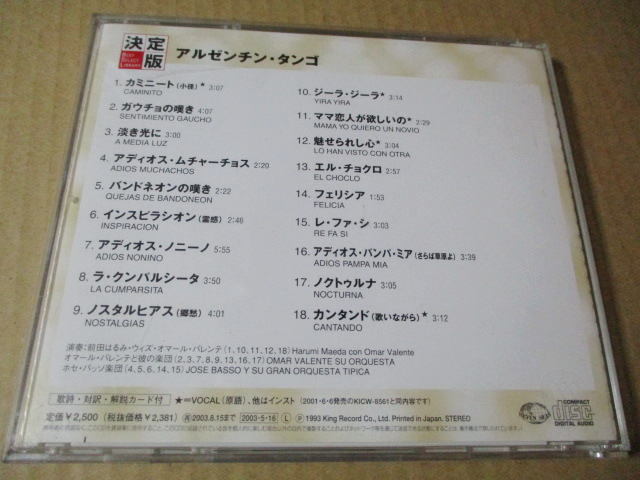 決定版
BEST SELECT LIBRARY
アルゼンチン・タンゴ
1. カミニート(小径)★ 3:07
CAMINITO
2. ガウチョの嘆き 4:07
SENTIMIENTO GAUCHO
3. 淡き光に 3:00
A MEDIA LUZ
4. アディオス・ムチャーチョス 2:20
ADIOS MUCHACHOS
5. バンドネオンの嘆き 2:22
QUEJAS DE BANDONEON
6. インスピラシオン(霊感) 2:46
INSPIRACION
7. アディオス・ノニーノ 5:55
ADIOS NONINO
8. ラ・クンパルシータ 3:50
LA CUMPARSITA
9. ノスタルヒアス(郷愁) 4:01
NOSTALGIAS
10. ジーラ・ジーラ★ 3:14
YIRA YIRA
11. ママ恋人が欲しいの★ 2:29
MAMA YO QUIERO UN NOVIO
12. 魅せられし心★ 3:04
LO HAN VISTO CON OTRA
13. エル・チョクロ 2:57
EL CHOCLO
14. フェリシア 1:53
FELICIA
15. レ・ファ・シ 3:03
RE FA SI
16. アディオス・パンパ・ミア(さらば草原よ) 3:39
ADIOS PAMPA MIA
17. ノクトゥルナ 3:05
NOCTURNA
18. カンタンド(歌いながら)★ 3:12
CANTANDO
演奏:前田はるみ・ウィズ・オマール・バレンテ (1、10、11、12、18) Harumi Maeda con Omar Valente
オマール・バレンテと彼の楽団 (2、3、7、8、9、13、16、17) OMAR VALENTE SU ORQUESTA
ホセ・バッソ楽団 (4、5、6、14、15) JOSE BASSO Y SU GRAN ORQUESTA TIPICA
歌詩・対訳・解説カード付
★=VOCAL(原語)、他はインスト (2001・6・6発売のKICW-8561と同内容です)
定価¥2,500 (税抜価格¥2,381) 2003.8.15まで 2003・5・16 L Ⓟ 1993 King Record Co., Ltd. Printed in Japan. STEREO
COMPACT
disc
DIGITAL AUDIO